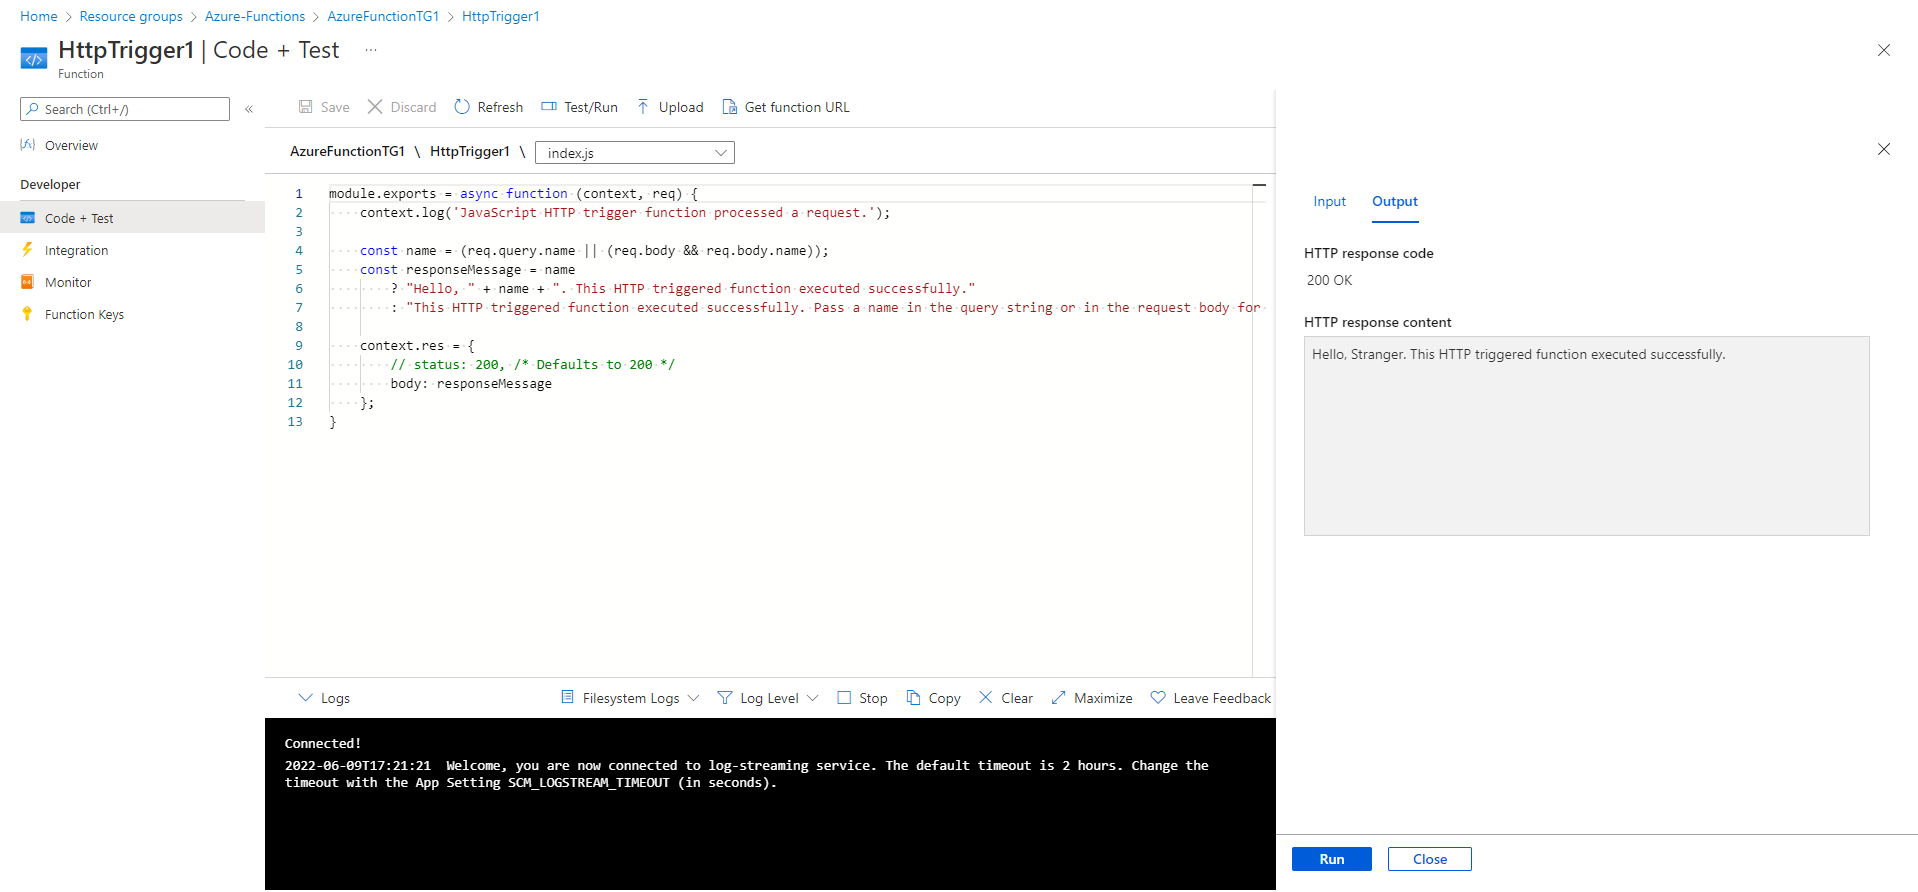 Home > Resource groups > Azure-Functions > AzureFunctionTG1 > HttpTrigger1
HttpTrigger1 | Code + Test ...
Function
Search (Ctrl+/)
«
Overview
Developer
Code + Test
Integration
Monitor
Function Keys
Save Discard Refresh Test/Run Upload Get function URL
AzureFunctionTG1 \ HttpTrigger1 \ index.js
1 module.exports = async function (context, req) {
2 context.log('JavaScript HTTP trigger function processed a request.');
3
4 const name = (req.query.name || (req.body && req.body.name));
5 const responseMessage = name
6 ? "Hello, " + name + ". This HTTP triggered function executed successfully."
7 : "This HTTP triggered function executed successfully. Pass a name in the query string or in the request body for
8
9 context.res = {
10 // status: 200, /* Defaults to 200 */
11 body: responseMessage
12 };
13 }
Logs Filesystem Logs Log Level Stop Copy Clear Maximize Leave Feedback
Connected!
2022-06-09T17:21:21 Welcome, you are now connected to log-streaming service. The default timeout is 2 hours. Change the
timeout with the App Setting SCM_LOGSTREAM_TIMEOUT (in seconds).
Input Output
HTTP response code
200 OK
HTTP response content
Hello, Stranger. This HTTP triggered function executed successfully.
Run Close